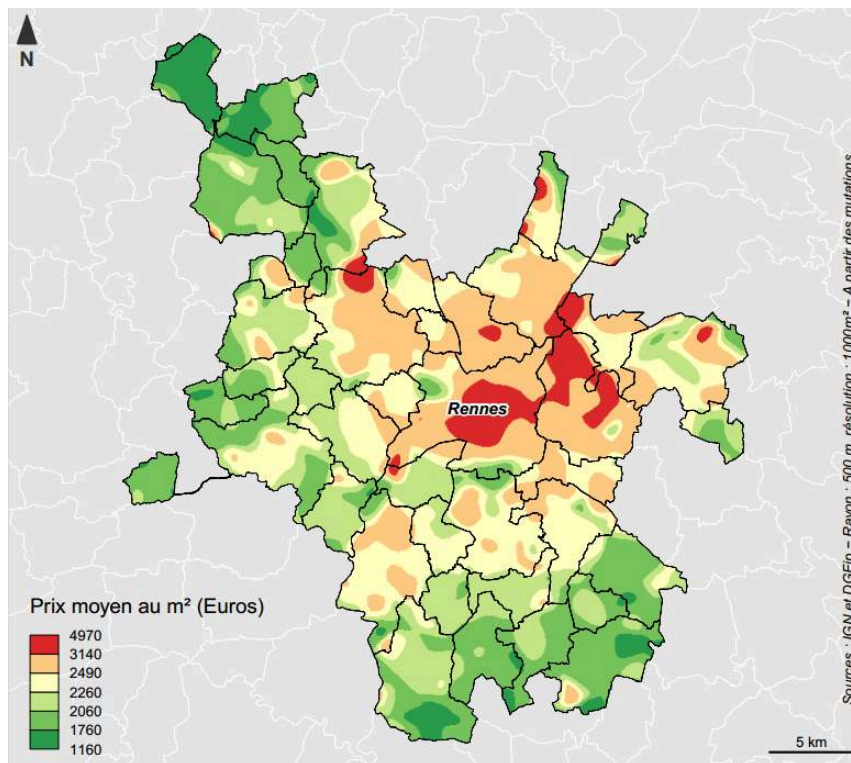 N
Rennes
Prix moyen au m² (Euros)
4970
3140
2490
2260
2060
1760
1160
5 km
Sources : IGN et DGFip − Rayon : 500 m, résolution : 1000m² − A partir des mutations